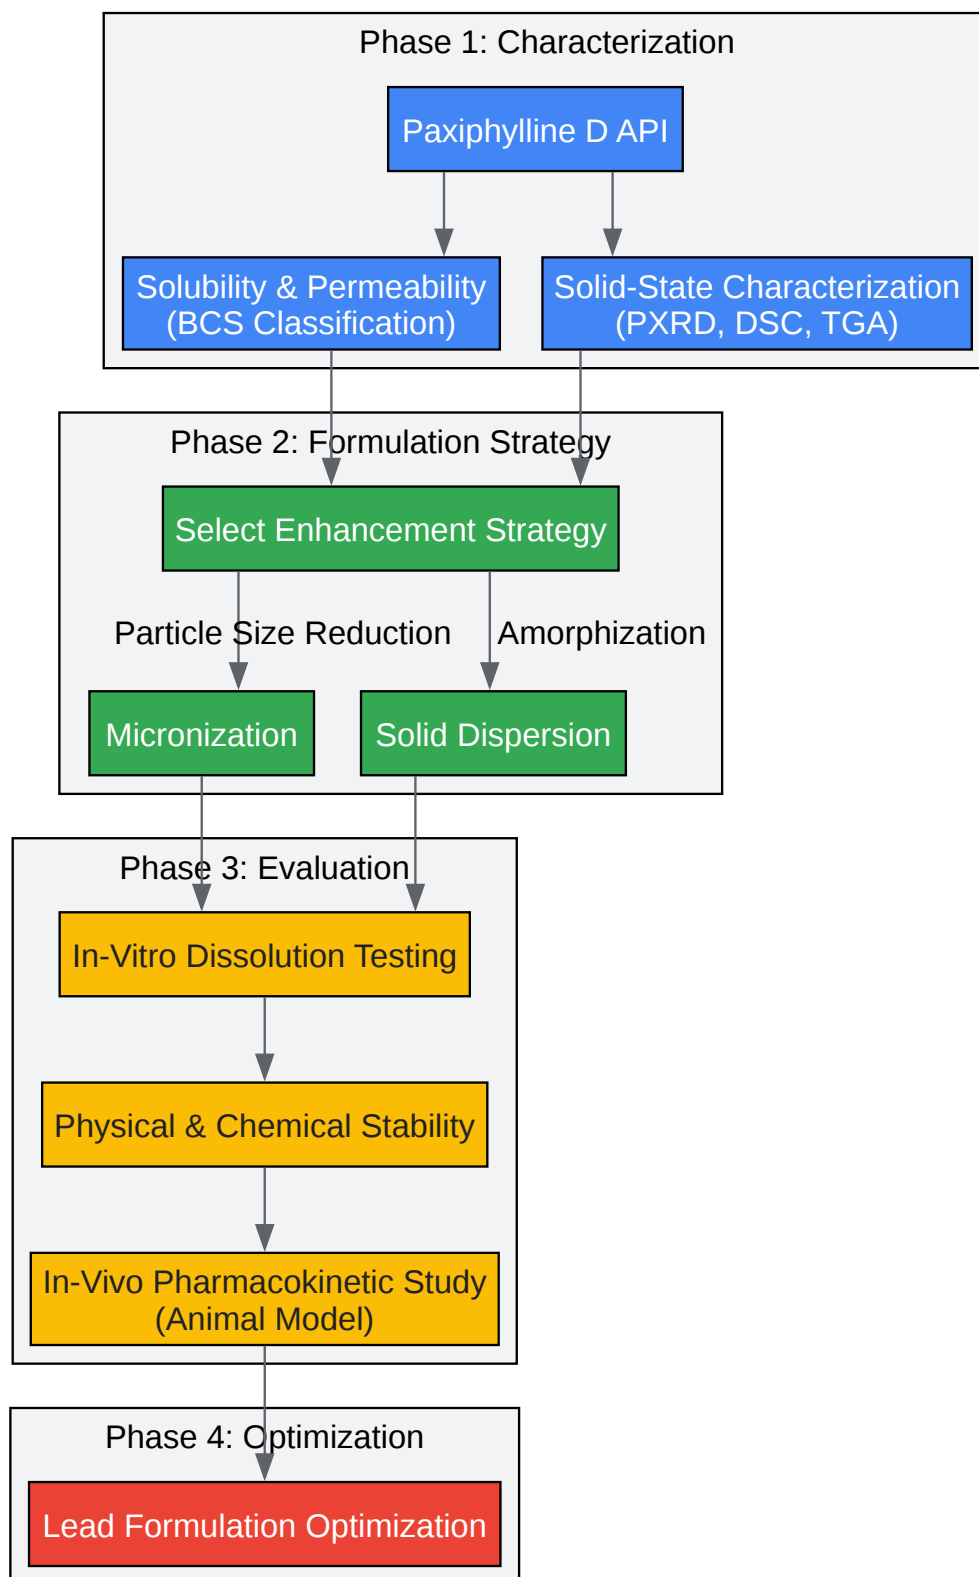 Phase 1: Characterization
Paxiphylline D API
Solubility & Permeability
(BCS Classification)
Solid-State Characterization
(PXRD, DSC, TGA)
Phase 2: Formulation Strategy
Select Enhancement Strategy
Particle Size Reduction
Amorphization
Micronization
Solid Dispersion
Phase 3: Evaluation
In-Vitro Dissolution Testing
Physical & Chemical Stability
In-Vivo Pharmacokinetic Study
(Animal Model)
Phase 4: Optimization
Lead Formulation Optimization